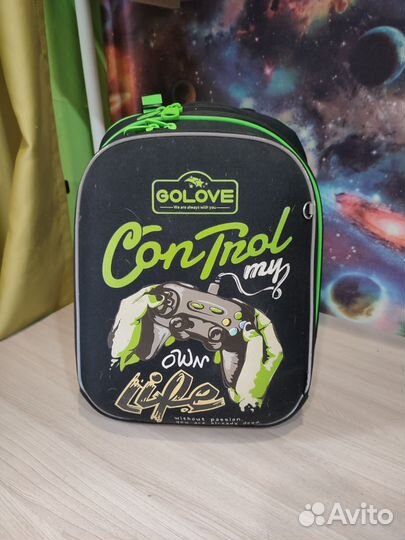 GOLOVE
We are always with you
Control
my
OWN
Life
without passion,
you are already dead
Avito